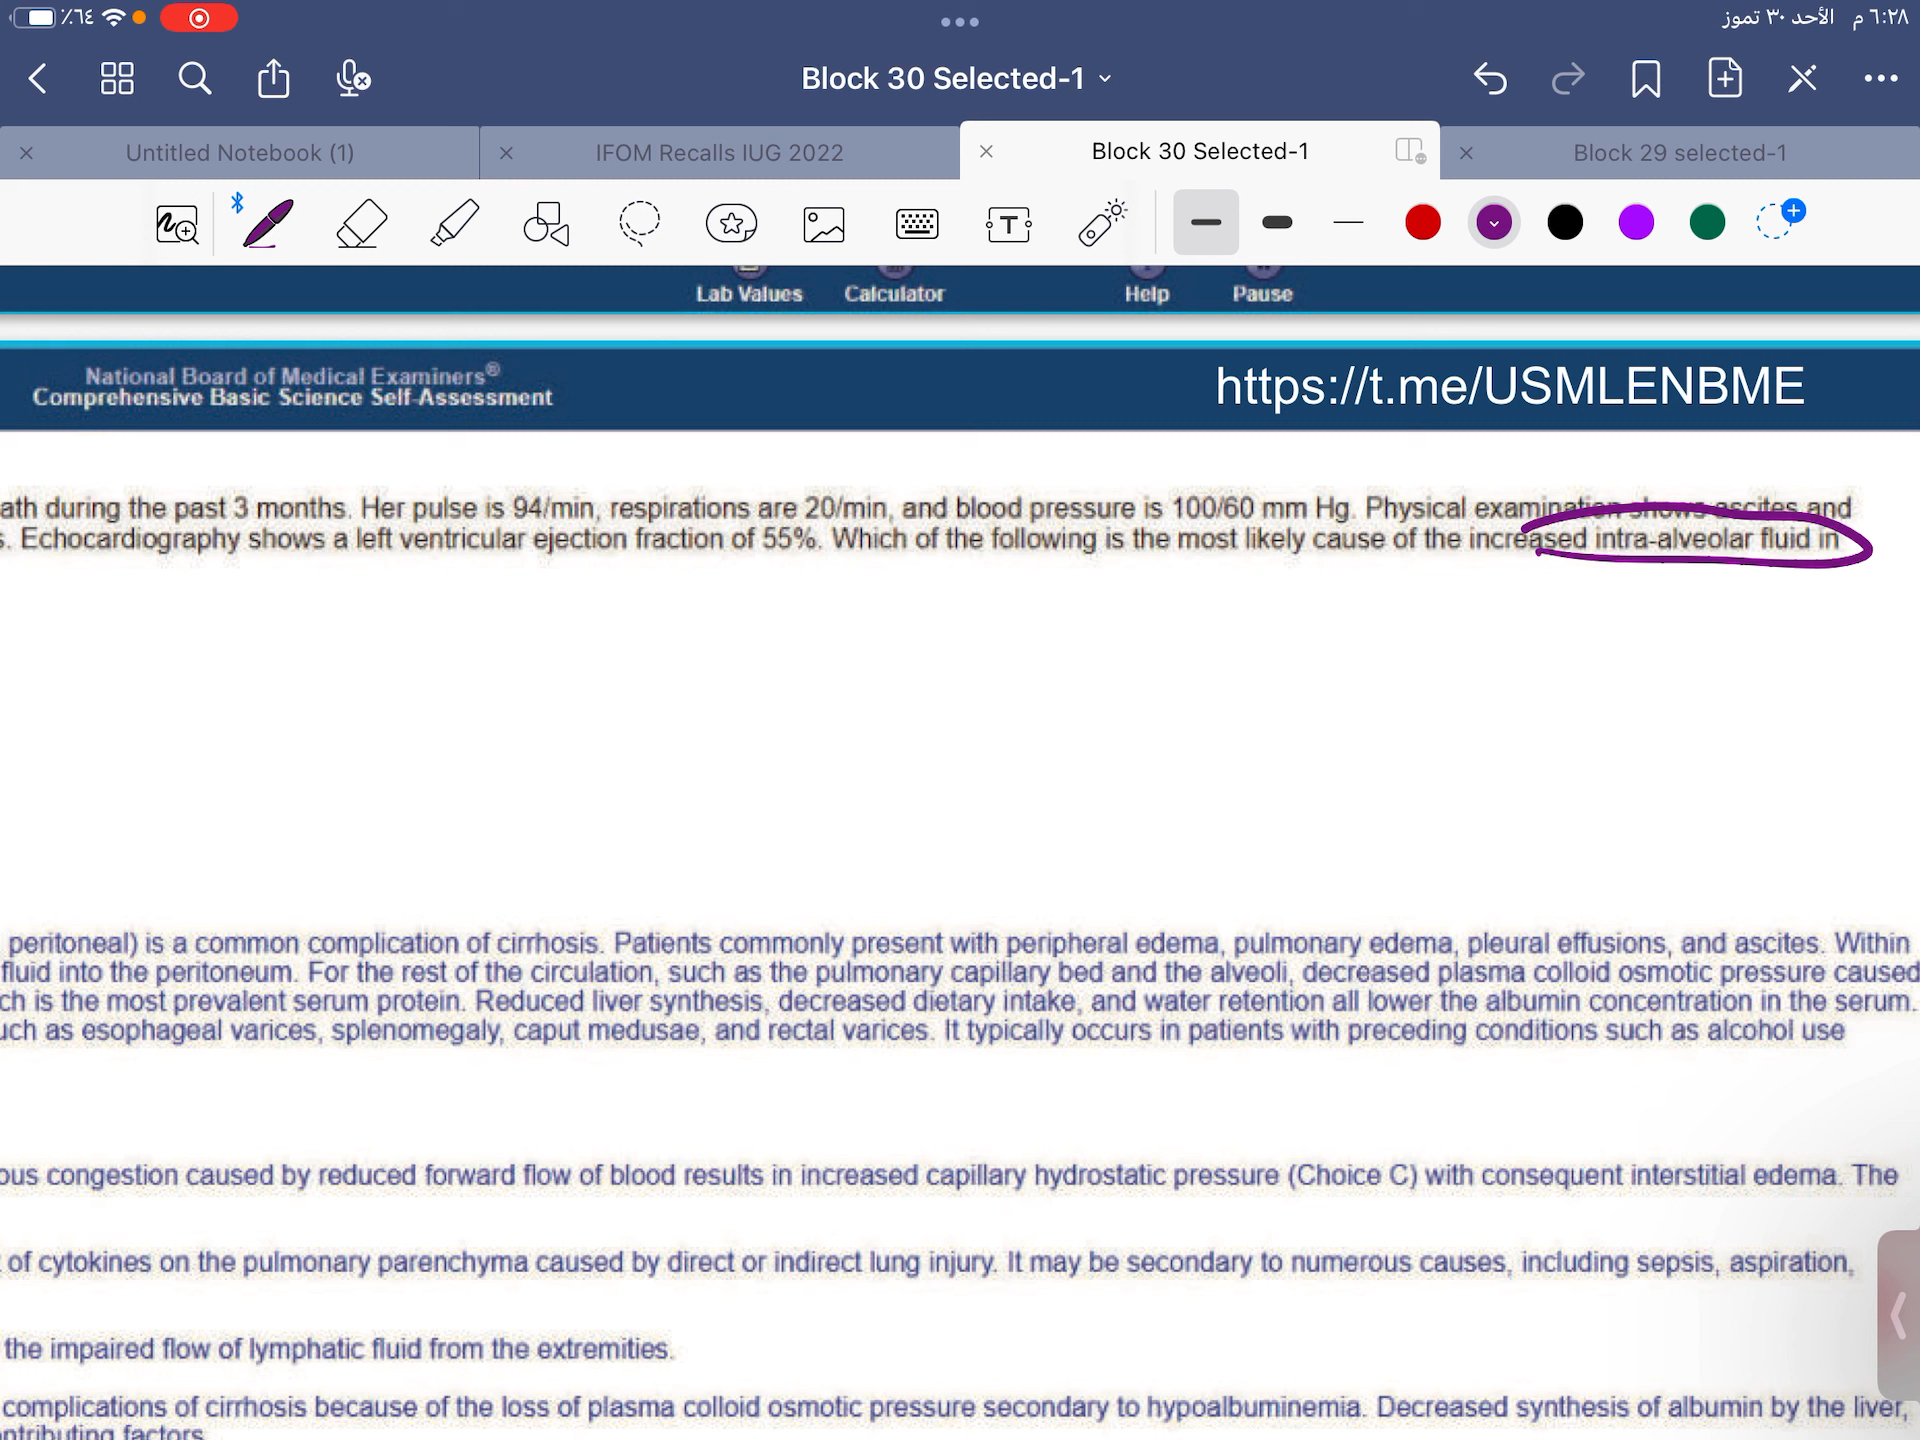 ٪٦٤
٦:٢٨ م الأحد ٣٠ تموز
Block 30 Selected-1
Untitled Notebook (1)
IFOM Recalls IUG 2022
Block 30 Selected-1
Block 29 selected-1
Lab Values Calculator Help Pause
National Board of Medical Examiners®
Comprehensive Basic Science Self-Assessment
https://t.me/USMLENBME
ath during the past 3 months. Her pulse is 94/min, respirations are 20/min, and blood pressure is 100/60 mm Hg. Physical examination shows ascites and
s. Echocardiography shows a left ventricular ejection fraction of 55%. Which of the following is the most likely cause of the increased intra-alveolar fluid in
peritoneal) is a common complication of cirrhosis. Patients commonly present with peripheral edema, pulmonary edema, pleural effusions, and ascites. Within
fluid into the peritoneum. For the rest of the circulation, such as the pulmonary capillary bed and the alveoli, decreased plasma colloid osmotic pressure caused
ch is the most prevalent serum protein. Reduced liver synthesis, decreased dietary intake, and water retention all lower the albumin concentration in the serum.
uch as esophageal varices, splenomegaly, caput medusae, and rectal varices. It typically occurs in patients with preceding conditions such as alcohol use
ous congestion caused by reduced forward flow of blood results in increased capillary hydrostatic pressure (Choice C) with consequent interstitial edema. The
of cytokines on the pulmonary parenchyma caused by direct or indirect lung injury. It may be secondary to numerous causes, including sepsis, aspiration,
the impaired flow of lymphatic fluid from the extremities.
complications of cirrhosis because of the loss of plasma colloid osmotic pressure secondary to hypoalbuminemia. Decreased synthesis of albumin by the liver,
ntributing factors